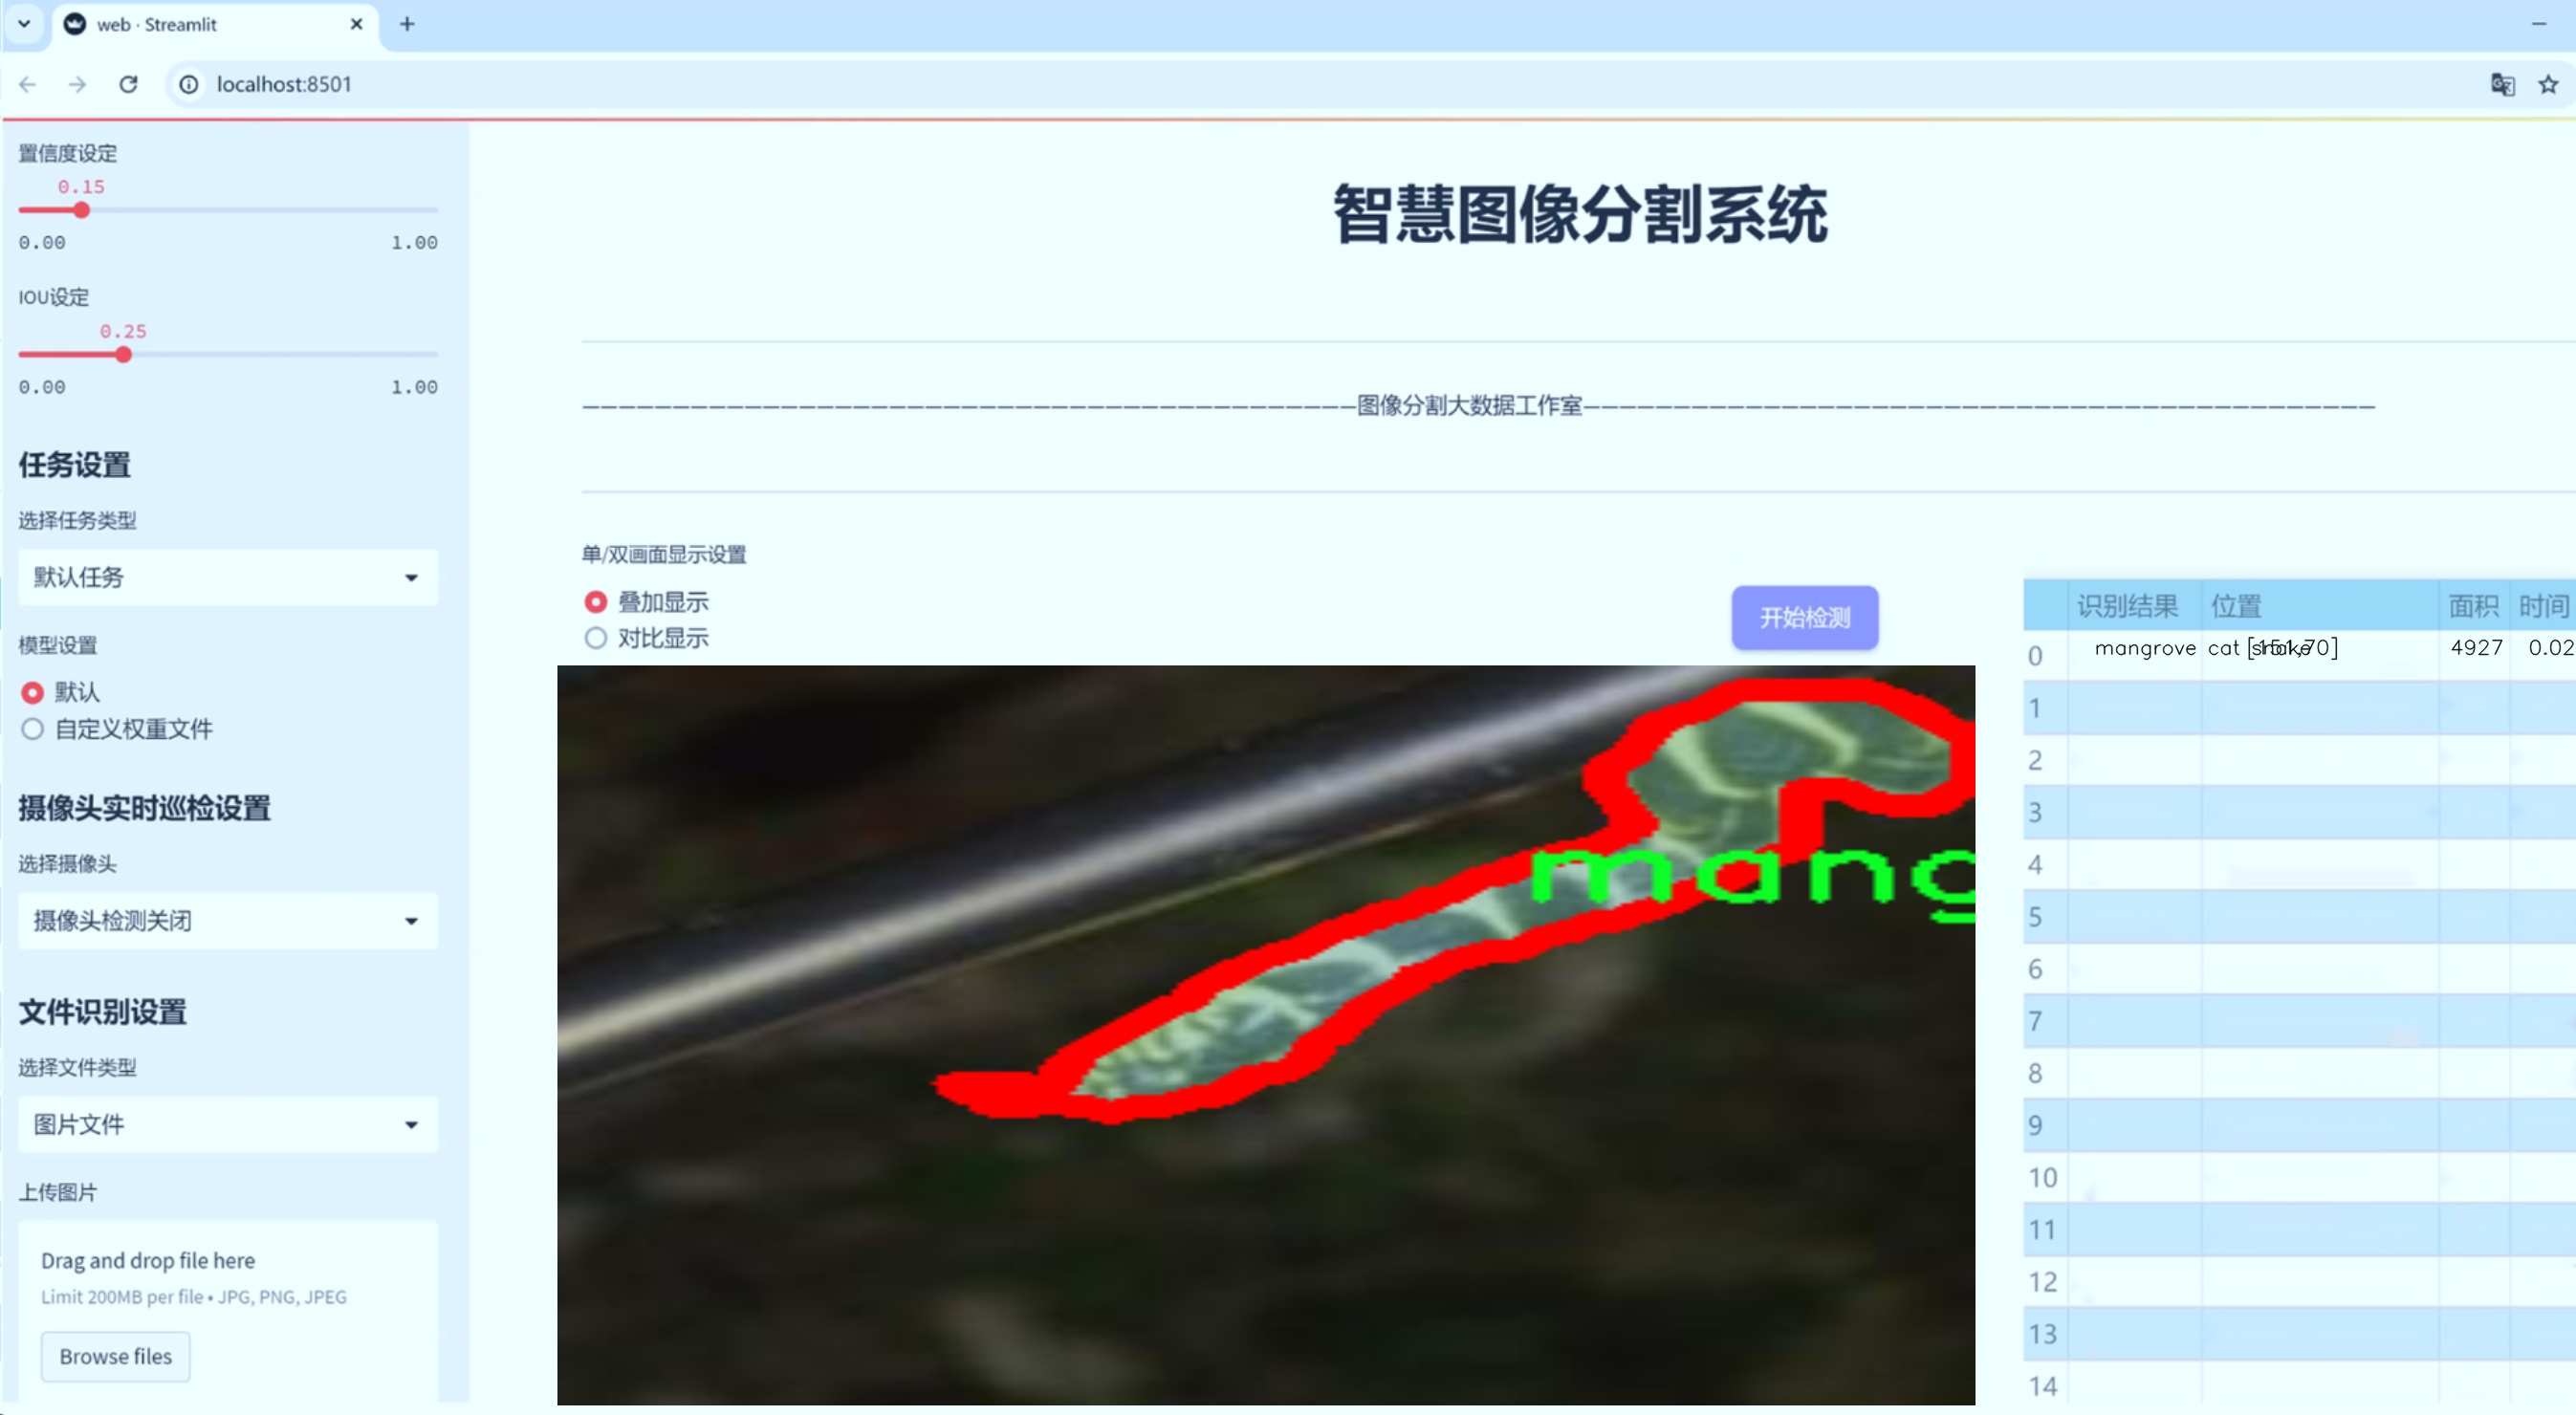 web · Streamlit
localhost:8501
置信度设定
0.15
0.00 1.00
IOU设定
0.25
0.00 1.00
任务设置
选择任务类型
默认任务
模型设置
默认
自定义权重文件
摄像头实时巡检设置
选择摄像头
摄像头检测关闭
文件识别设置
选择文件类型
图片文件
上传图片
Drag and drop file here
Limit 200MB per file • JPG, PNG, JPEG
Browse files
智慧图像分割系统
图像分割大数据工作室
单/双画面显示设置
叠加显示
对比显示
开始检测
mang
识别结果 位置 面积 时间
0 mangrove cat 4927 0.02
1
2
3
4
5
6
7
8
9
10
11
12
13
14